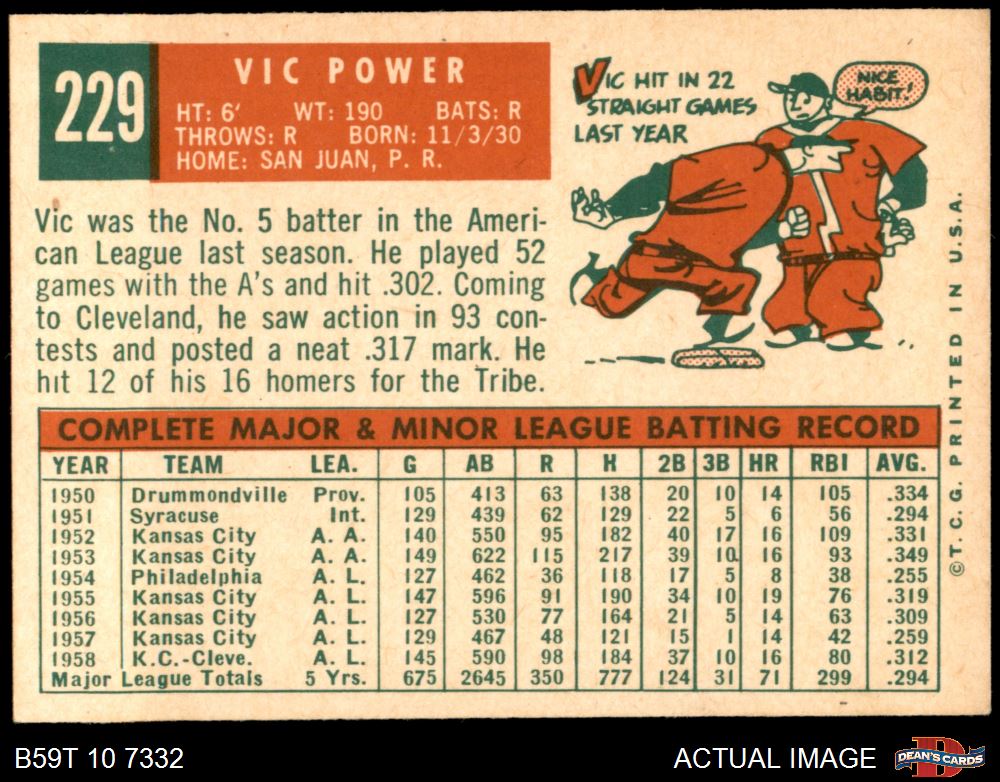 229
VIC POWER
HT: 6' WT: 190 BATS: R
THROWS: R BORN: 11/3/30
HOME: SAN JUAN, P. R.
VIC HIT IN 22
STRAIGHT GAMES
LAST YEAR
NICE
HABIT!
Vic was the No. 5 batter in the Ameri-
can League last season. He played 52
games with the A's and hit .302. Coming
to Cleveland, he saw action in 93 con-
tests and posted a neat .317 mark. He
hit 12 of his 16 homers for the Tribe.
COMPLETE MAJOR & MINOR LEAGUE BATTING RECORD
YEAR TEAM LEA. G AB R H 2B 3B HR RBI AVG.
1950 Drummondville Prov. 105 413 63 138 20 10 14 105 .334
1951 Syracuse Int. 129 439 62 129 22 5 6 56 .294
1952 Kansas City A. A. 140 550 95 182 40 17 16 109 .331
1953 Kansas City A. A. 149 622 115 217 39 10 16 93 .349
1954 Philadelphia A. L. 127 462 36 118 17 5 8 38 .255
1955 Kansas City A. L. 147 596 91 190 34 10 19 76 .319
1956 Kansas City A. L. 127 530 77 164 21 5 14 63 .309
1957 Kansas City A. L. 129 467 48 121 15 1 14 42 .259
1958 K.C.-Cleve. A. L. 145 590 98 184 37 10 16 80 .312
Major League Totals 5 Yrs. 675 2645 350 777 124 31 71 299 .294
©T. C. G. PRINTED IN U.S.A.
B59T 10 7332
ACTUAL IMAGE
D
DEAN'S CARDS